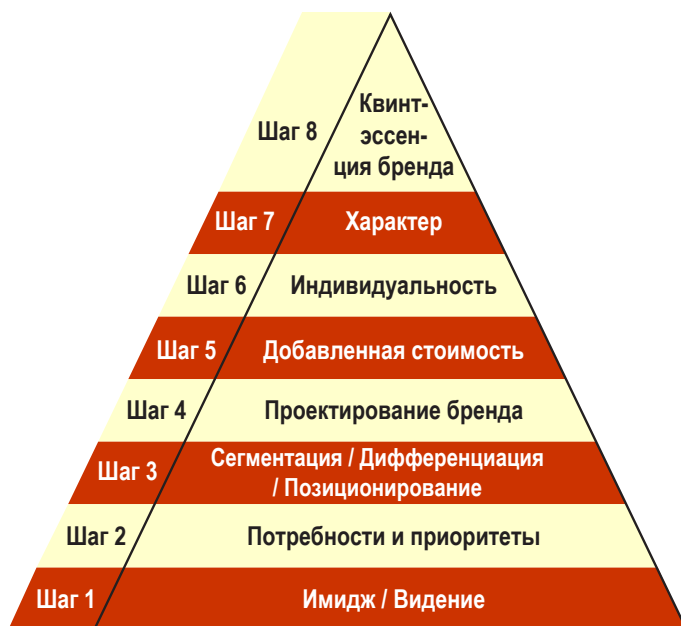 Шаг 8
Квинт-
эссен-
ция бренда
Шаг 7
Характер
Шаг 6
Индивидуальность
Шаг 5
Добавленная стоимость
Шаг 4
Проектирование бренда
Шаг 3
Сегментация / Дифференциация
/ Позиционирование
Шаг 2
Потребности и приоритеты
Шаг 1
Имидж / Видение